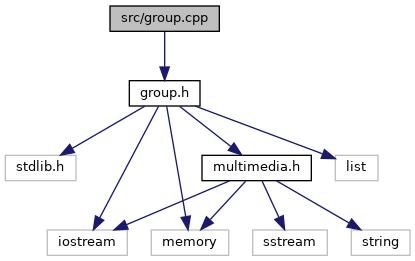 src/group.cpp
group.h
stdlib.h
multimedia.h
list
iostream
memory
sstream
string